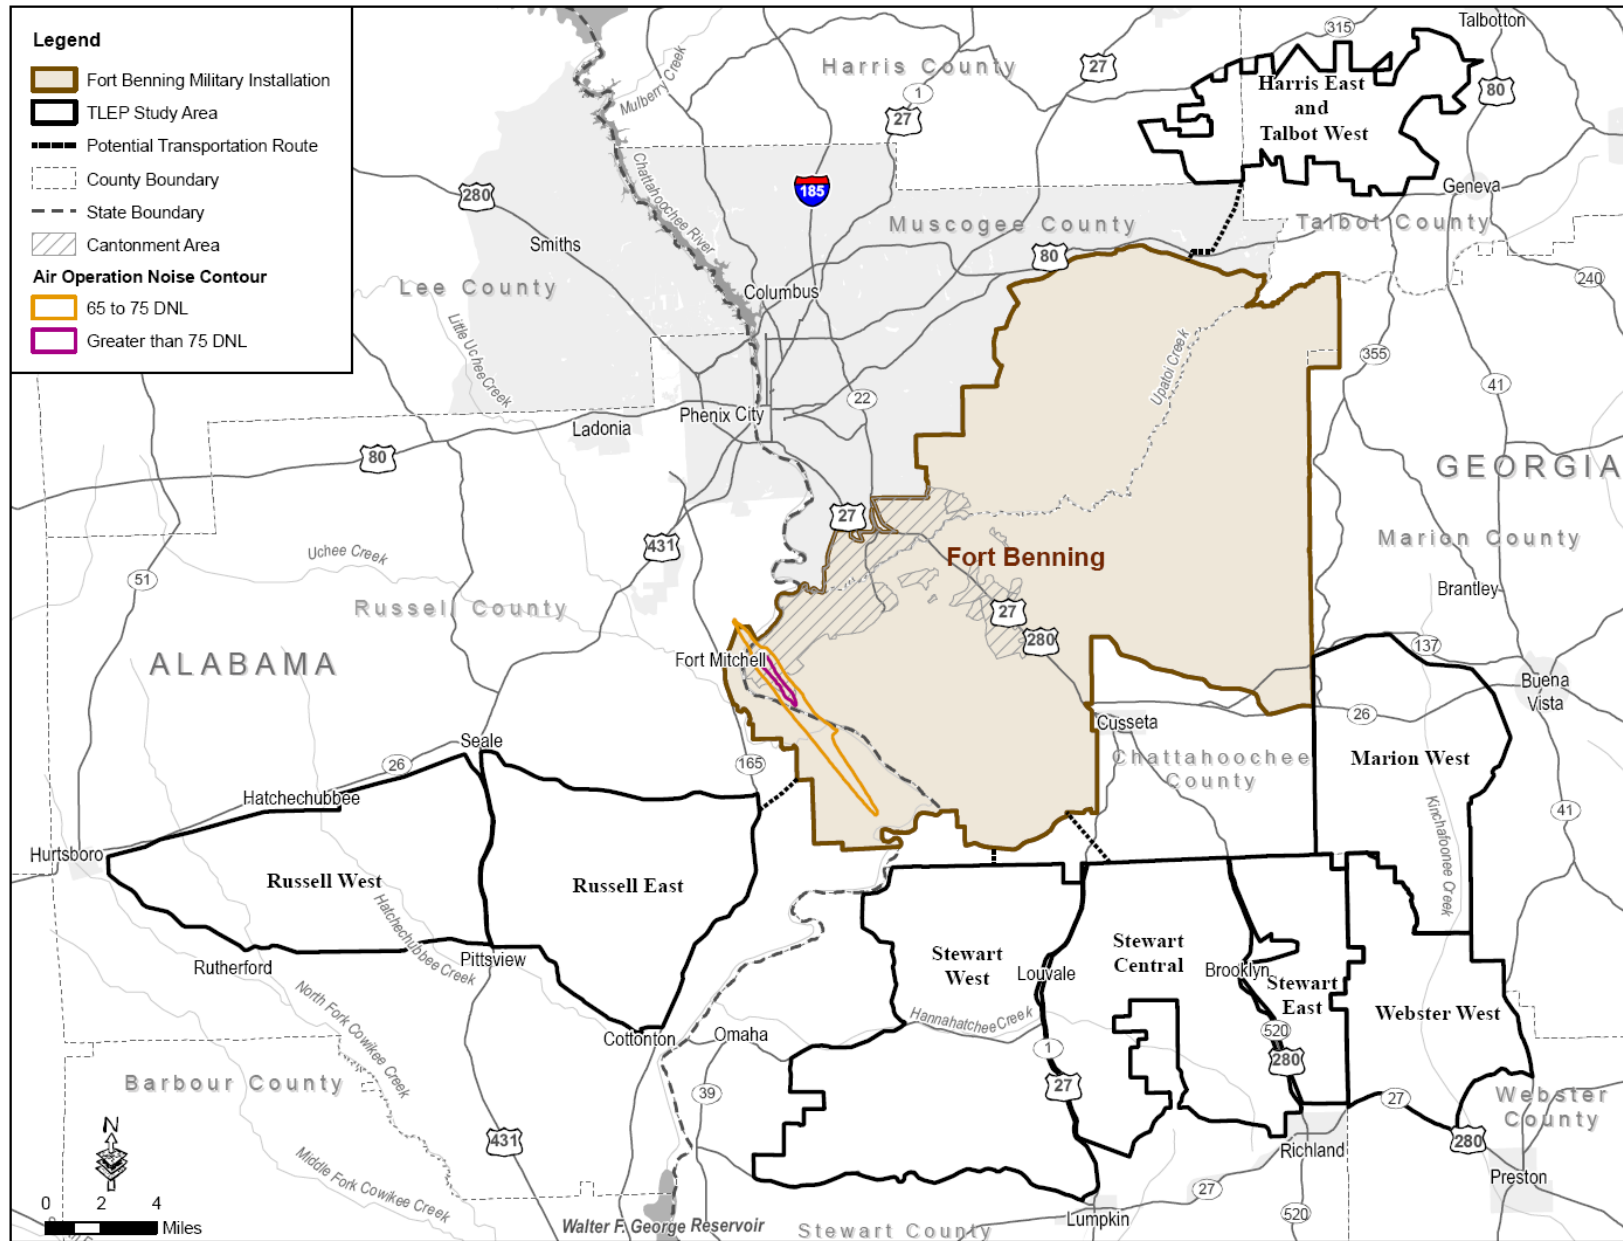 Legend
Fort Benning Military Installation
TLEP Study Area
Potential Transportation Route
County Boundary
State Boundary
Cantonment Area
Air Operation Noise Contour
65 to 75 DNL
Greater than 75 DNL
Talbotton
315
Harris County
27
1
27
80
Mulberry Creek
Harris East
and
Talbot West
Chattahoochee River
280
185
Geneva
Muscogee County
Talbot County
Smiths
80
240
Lee County
Columbus
Little Uchee Creek
Upatoi Creek
355
41
22
Phenix City
Ladonia
80
GEORGIA
27
431
Marion County
Uchee Creek
Fort Benning
51
Brantley
Russell County
27
280
137
ALABAMA
Fort Mitchell
Buena
Vista
26
Cusseta
Seale
26
165
Chattahoochee
County
Marion West
Hatchechubbee
Kinchafoonee Creek
41
Hurtsboro
Russell West
Russell East
Hatchechubbee Creek
Stewart
West
Stewart
Central
Louvale
Brooklyn
Stewart
East
Rutherford
Pittsview
North Fork Cowikee Creek
Hannahatchee Creek
Webster West
520
Cottonton
Omaha
1
280
27
Barbour County
39
27
Webster
County
N
431
280
Richland
Middle Fork Cowikee Creek
Preston
27
0 2 4
Miles
Walter F. George Reservoir
Stewart County
Lumpkin
520